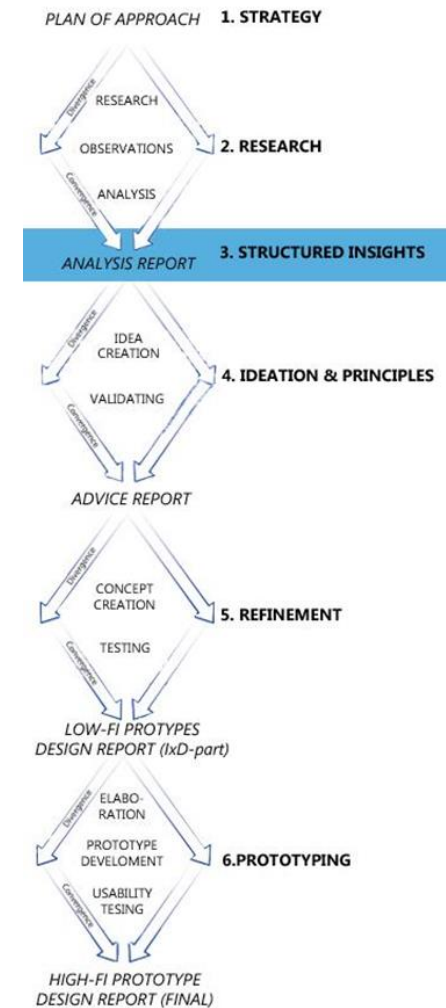 PLAN OF APPROACH
1. STRATEGY
Divergence
RESEARCH
OBSERVATIONS
2. RESEARCH
ANALYSIS
Convergence
ANALYSIS REPORT
3. STRUCTURED INSIGHTS
Divergence
IDEA
CREATION
4. IDEATION & PRINCIPLES
VALIDATING
Convergence
ADVICE REPORT
Divergence
CONCEPT
CREATION
5. REFINEMENT
TESTING
Convergence
LOW-FI PROTYPES
DESIGN REPORT (IxD-part)
Divergence
ELABO-
RATION
PROTOTYPE
DEVELOMENT
6.PROTOTYPING
USABILITY
TESING
Convergence
HIGH-FI PROTOTYPE
DESIGN REPORT (FINAL)